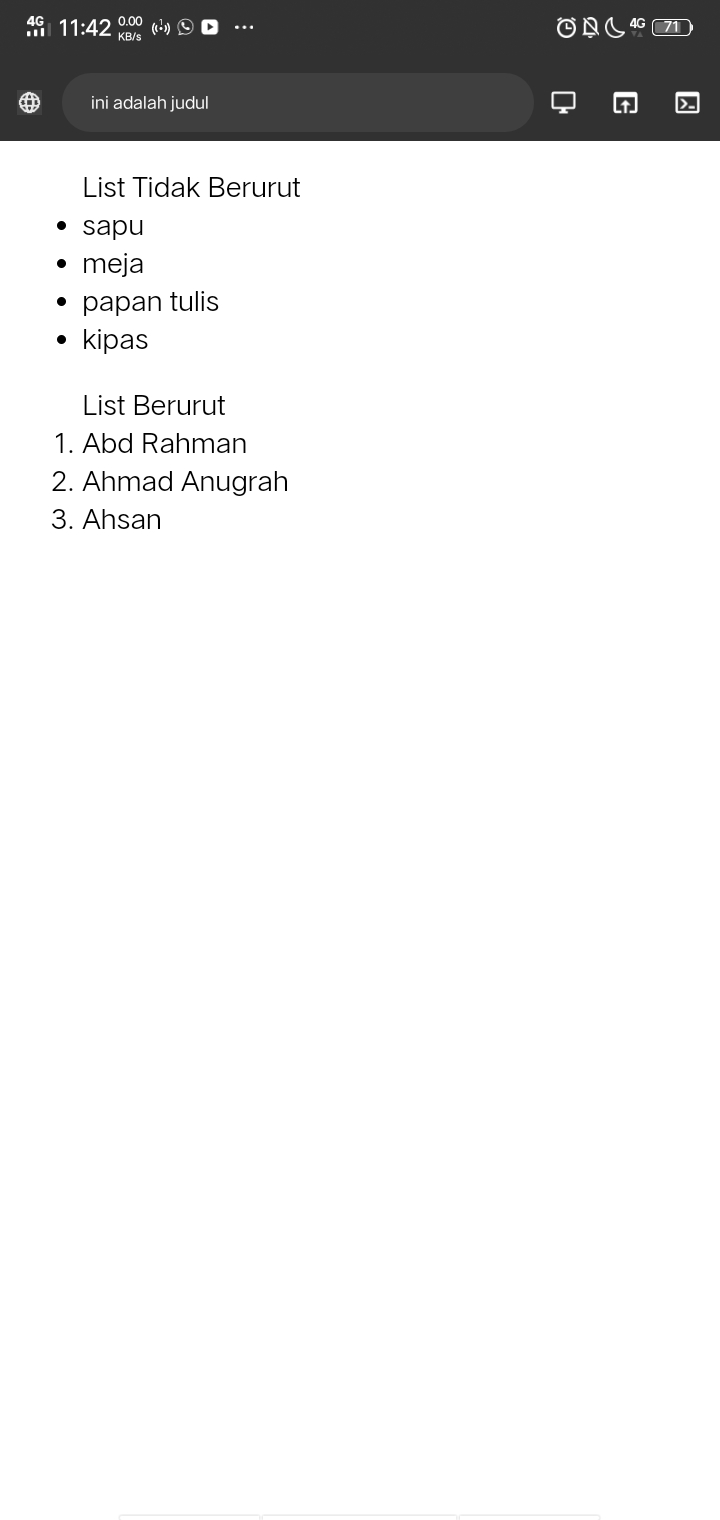 4G 11:42 0.00 KB/s 4G 71
ini adalah judul
List Tidak Berurut
sapu
meja
papan tulis
kipas
List Berurut
1. Abd Rahman
2. Ahmad Anugrah
3. Ahsan